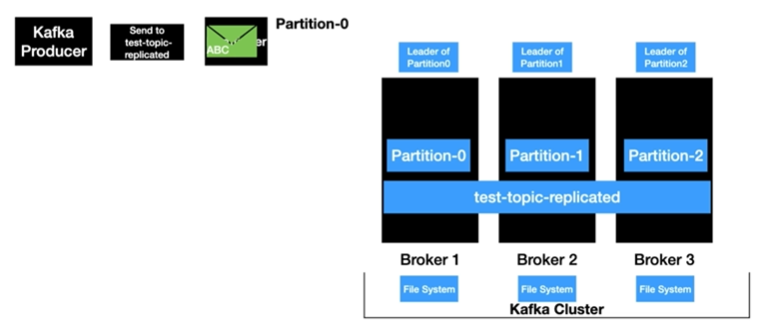 Kafka
Producer
Send to
test-topic-
replicated
ABC
er
Partition-0
Leader of
Partition0
Leader of
Partition1
Leader of
Partition2
Partition-0
Partition-1
Partition-2
test-topic-replicated
Broker 1
Broker 2
Broker 3
File System
File System
File System
Kafka Cluster